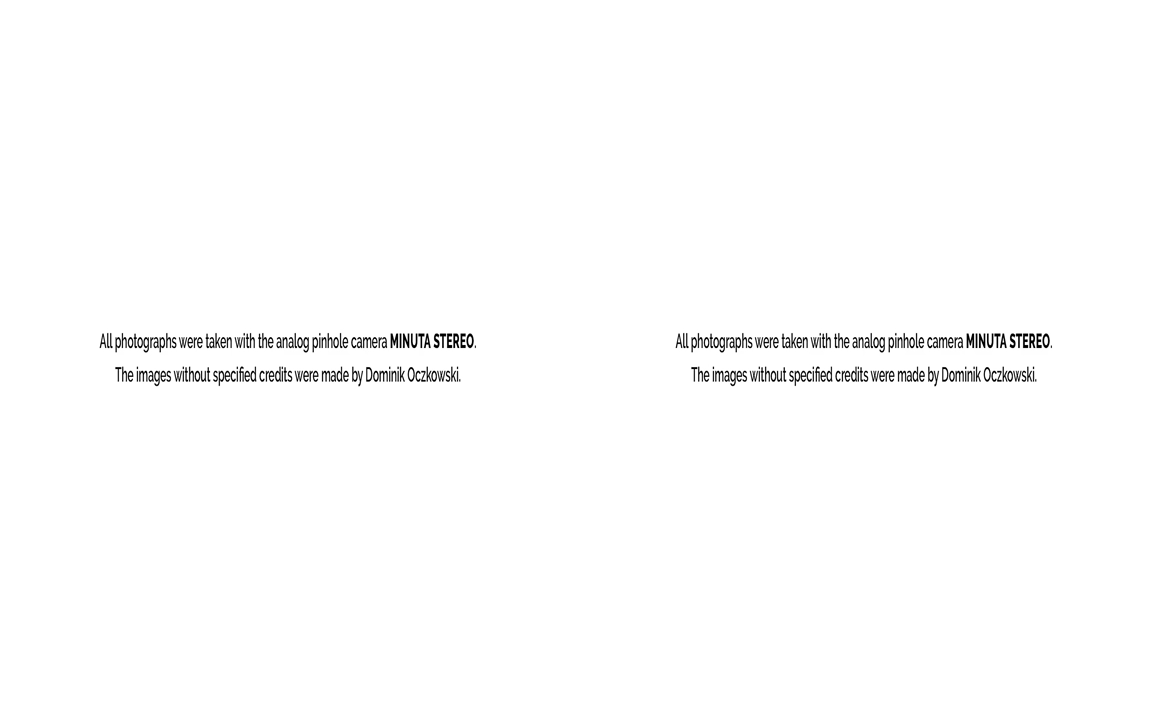 All photographs were taken with the analog pinhole camera MINUTA STEREO.
The images without specified credits were made by Dominik Oczkowski.
All photographs were taken with the analog pinhole camera MINUTA STEREO.
The images without specified credits were made by Dominik Oczkowski.